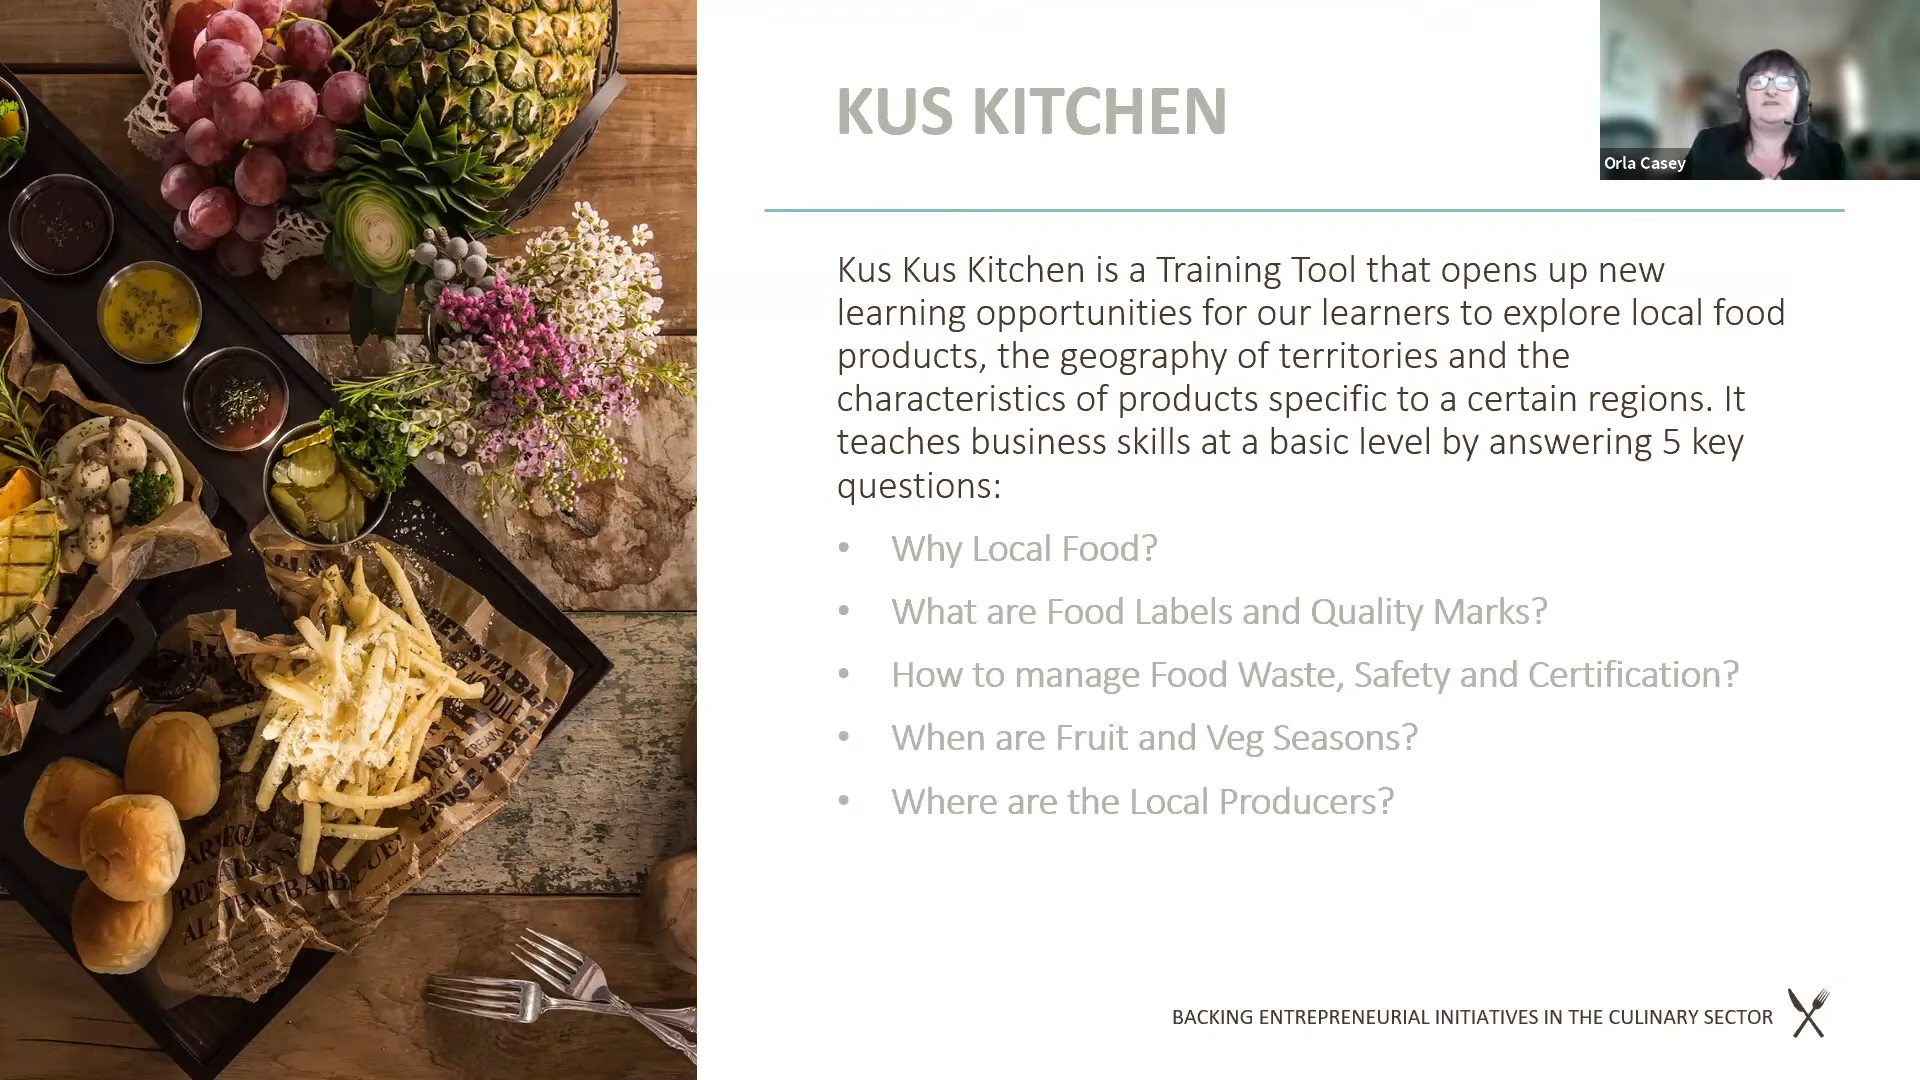 KUS KITCHEN
Orla Casey
Kus Kus Kitchen is a Training Tool that opens up new
learning opportunities for our learners to explore local food
products, the geography of territories and the
characteristics of products specific to a certain regions. It
teaches business skills at a basic level by answering 5 key
questions:
• Why Local Food?
• What are Food Labels and Quality Marks?
• How to manage Food Waste, Safety and Certification?
• When are Fruit and Veg Seasons?
• Where are the Local Producers?
BACKING ENTREPRENEURIAL INITIATIVES IN THE CULINARY SECTOR